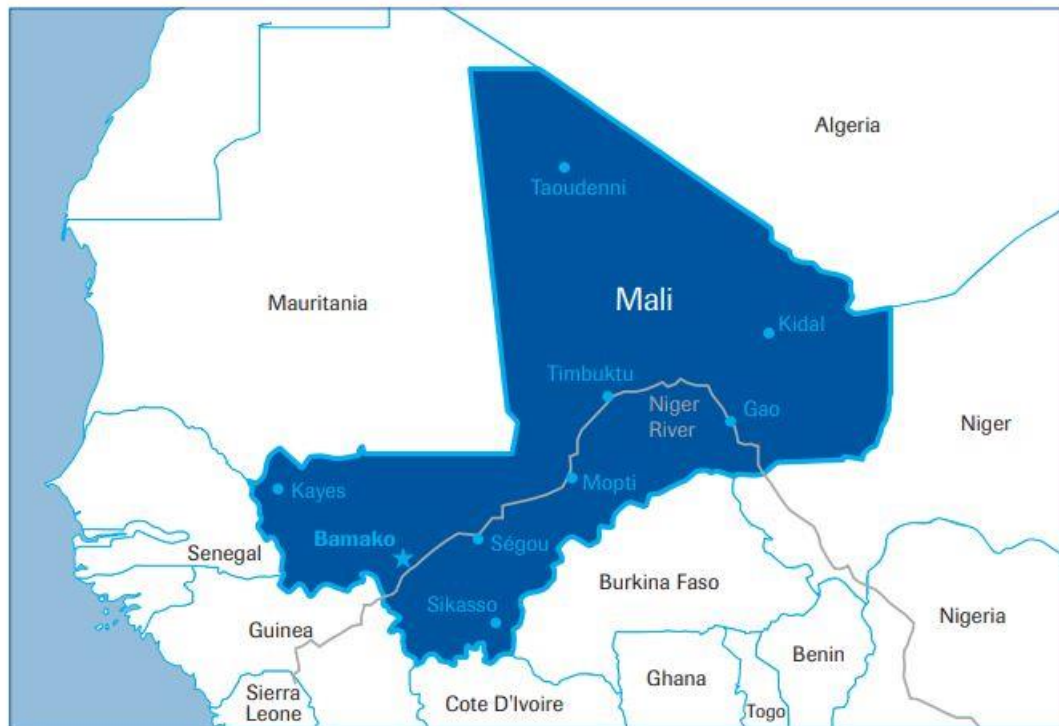 Algeria
Taoudenni
Mauritania
Mali
Kidal
Timbuktu
Niger
River
Gao
Niger
Kayes
Mopti
Bamako
Ségou
Senegal
Burkina Faso
Sikasso
Guinea
Nigeria
Benin
Ghana
Sierra
Leone
Cote D'Ivoire
Togo